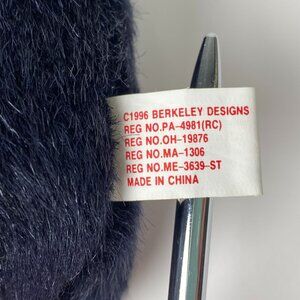 C1996 BERKELEY DESIGNS
REG NO.PA-4981(RC)
REG NO.OH-19876
REG NO.MA-1306
REG NO.ME-3639-ST
MADE IN CHINA